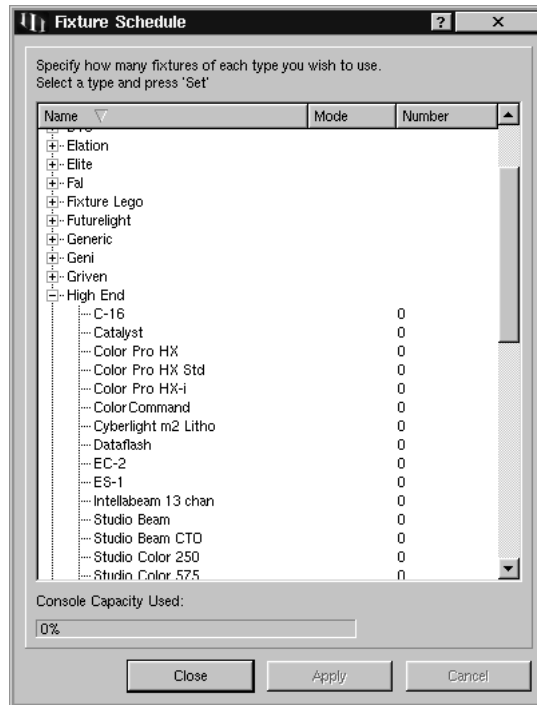 Fixture Schedule
Specify how many fixtures of each type you wish to use.
Select a type and press 'Set'
Name Mode Number
Elation
Elite
Fal
Fixture Lego
Futurelight
Generic
Geni
Griven
High End
C-16 0
Catalyst 0
Color Pro HX 0
Color Pro HX Std 0
Color Pro HX-i 0
ColorCommand 0
Cyberlight m2 Litho 0
Dataflash 0
EC-2 0
ES-1 0
Intellabeam 13 chan 0
Studio Beam 0
Studio Beam CTO 0
Studio Color 250 0
Studio Color 575 0
Console Capacity Used:
0%
Close Apply Cancel